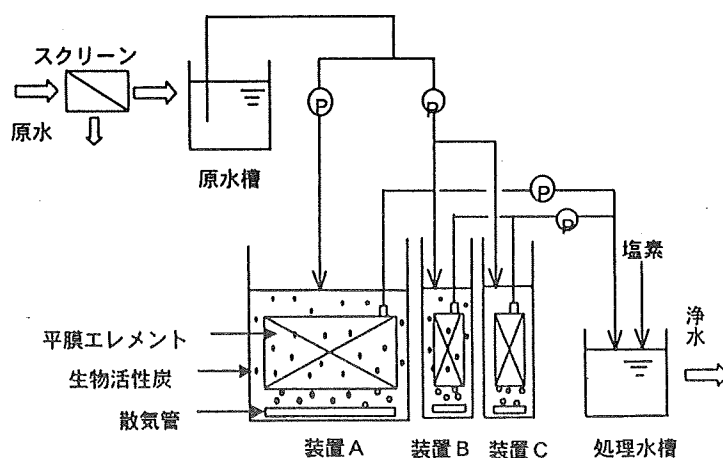 スクリーン
原水
原水槽
P
P
P
P
塩素
浄水
平膜エレメント
生物活性炭
散気管
装置A
装置B
装置C
処理水槽